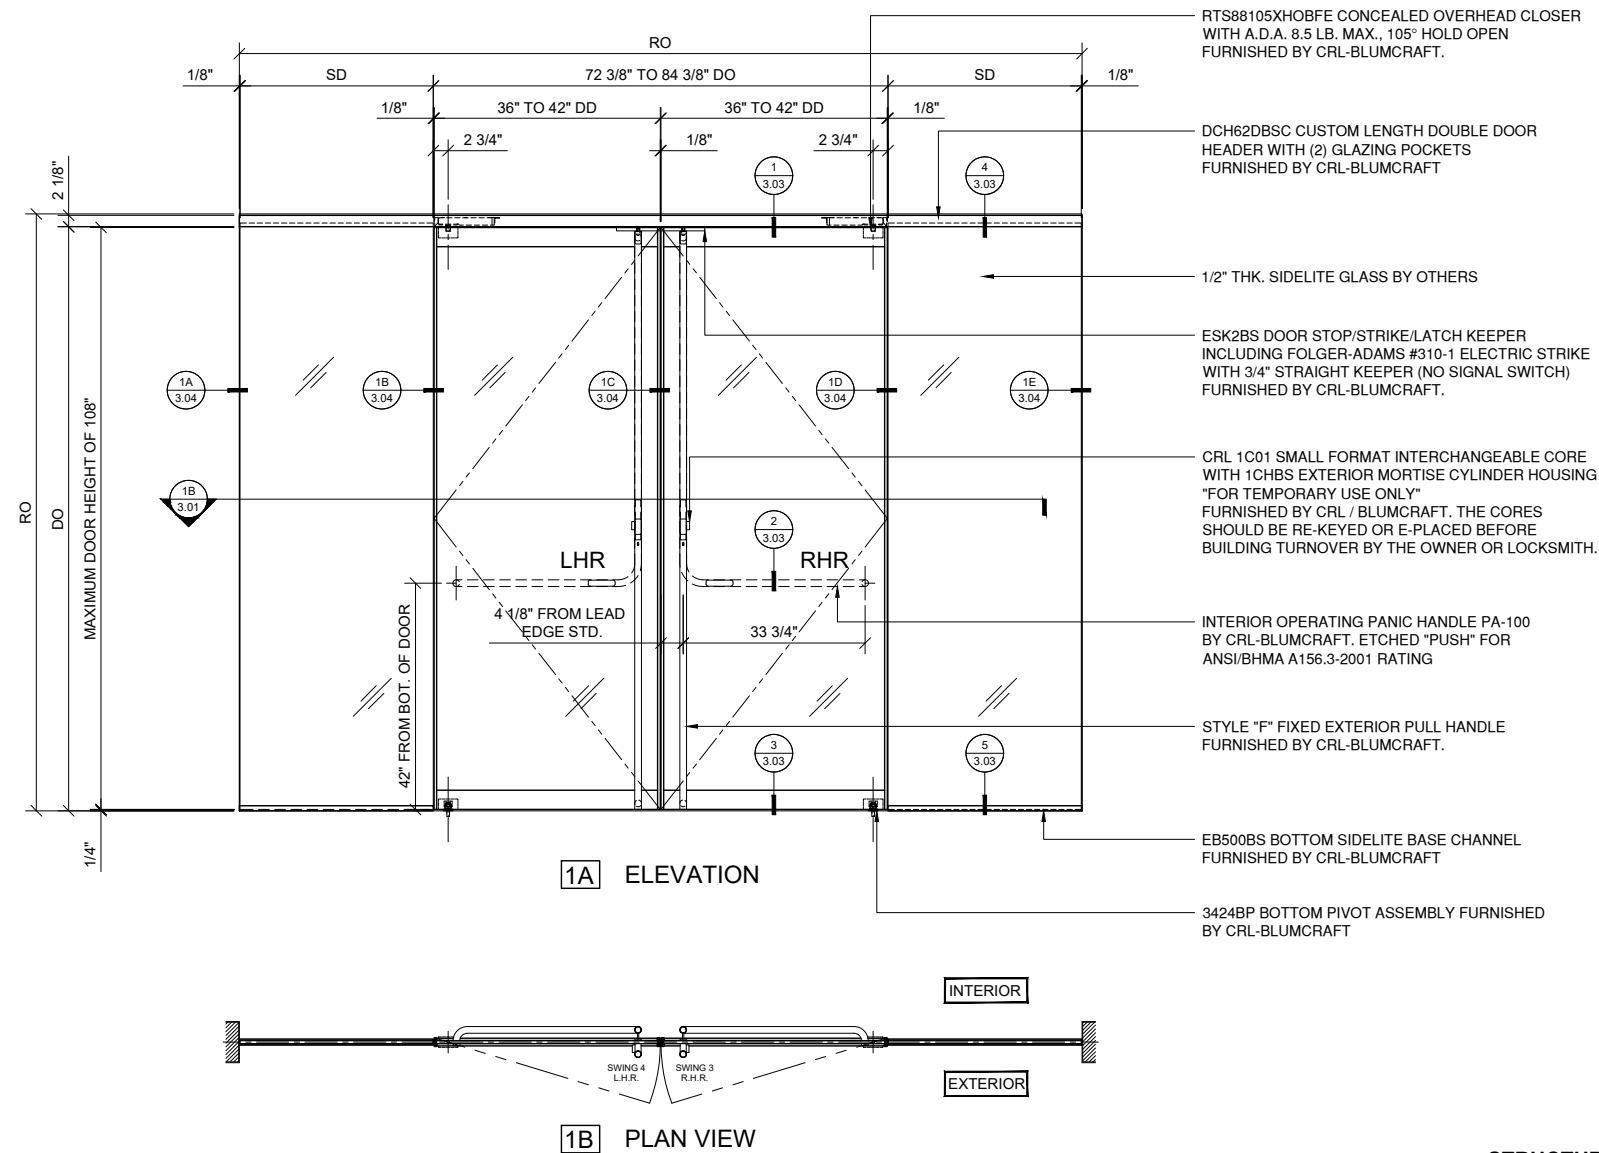 RTS88105XHOBFE CONCEALED OVERHEAD CLOSER
WITH A.D.A. 8.5 LB. MAX., 105° HOLD OPEN
FURNISHED BY CRL-BLUMCRAFT.
RO
1/8" SD 72 3/8" TO 84 3/8" DO SD 1/8"
1/8" 36" TO 42" DD 36" TO 42" DD 1/8"
2 3/4" 1/8" 2 3/4"
DCH62DBSC CUSTOM LENGTH DOUBLE DOOR
HEADER WITH (2) GLAZING POCKETS
FURNISHED BY CRL-BLUMCRAFT
2 1/8"
1
3.03
4
3.03
1/2" THK. SIDELITE GLASS BY OTHERS
ESK2BS DOOR STOP/STRIKE/LATCH KEEPER
INCLUDING FOLGER-ADAMS #310-1 ELECTRIC STRIKE
WITH 3/4" STRAIGHT KEEPER (NO SIGNAL SWITCH)
FURNISHED BY CRL-BLUMCRAFT.
1A
3.04
1B
3.04
1C
3.04
1D
3.04
1E
3.04
RO
DO
MAXIMUM DOOR HEIGHT OF 108"
1B
3.01
CRL 1C01 SMALL FORMAT INTERCHANGEABLE CORE
WITH 1CHBS EXTERIOR MORTISE CYLINDER HOUSING
"FOR TEMPORARY USE ONLY"
FURNISHED BY CRL / BLUMCRAFT. THE CORES
SHOULD BE RE-KEYED OR E-PLACED BEFORE
BUILDING TURNOVER BY THE OWNER OR LOCKSMITH.
2
3.03
LHR
RHR
4 1/8" FROM LEAD
EDGE STD.
33 3/4"
42" FROM BOT. OF DOOR
INTERIOR OPERATING PANIC HANDLE PA-100
BY CRL-BLUMCRAFT. ETCHED "PUSH" FOR
ANSI/BHMA A156.3-2001 RATING
STYLE "F" FIXED EXTERIOR PULL HANDLE
FURNISHED BY CRL-BLUMCRAFT.
3
3.03
5
3.03
1/4"
EB500BS BOTTOM SIDELITE BASE CHANNEL
FURNISHED BY CRL-BLUMCRAFT
1A ELEVATION
3424BP BOTTOM PIVOT ASSEMBLY FURNISHED
BY CRL-BLUMCRAFT
INTERIOR
SWING 4
L.H.R.
SWING 3
R.H.R.
EXTERIOR
1B PLAN VIEW